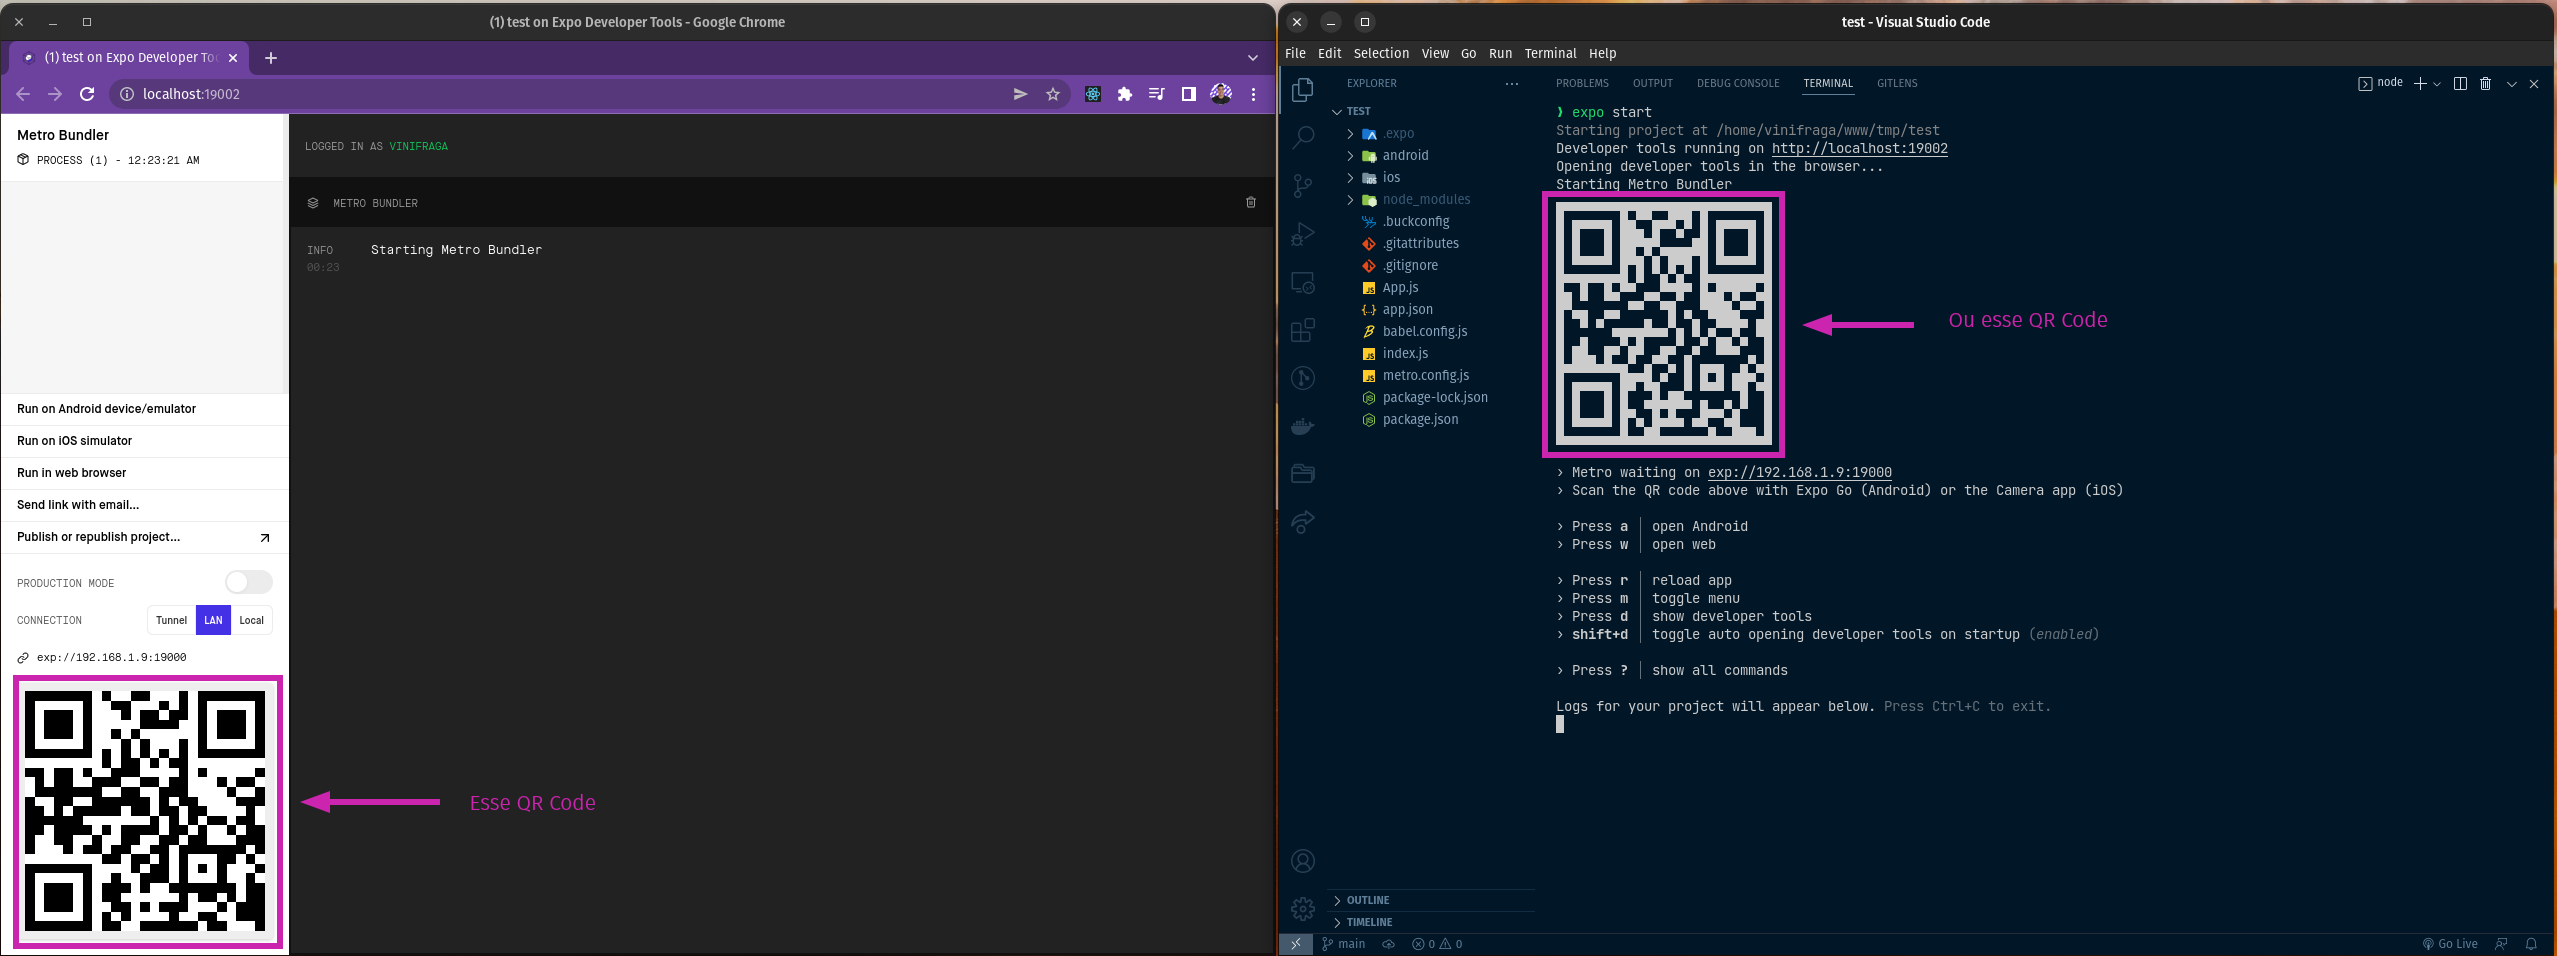 (1) test on Expo Developer Tools - Google Chrome
(1) test on Expo Developer Too
localhost:19002
Metro Bundler
PROCESS (1) - 12:23:21 AM
Run on Android device/emulator
Run on iOS simulator
Run in web browser
Send link with email...
Publish or republish project...
PRODUCTION MODE
CONNECTION Tunnel LAN Local
exp://192.168.1.9:19000
LOGGED IN AS VINIFRAGA
METRO BUNDLER
INFO Starting Metro Bundler
00:23
Esse QR Code
test - Visual Studio Code
File Edit Selection View Go Run Terminal Help
EXPLORER
TEST
.expo
android
ios
node_modules
.buckconfig
.gitattributes
.gitignore
App.js
app.json
babel.config.js
index.js
metro.config.js
package-lock.json
package.json
OUTLINE
TIMELINE
PROBLEMS OUTPUT DEBUG CONSOLE TERMINAL GITLENS
node
❯ expo start
Starting project at /home/vinifraga/www/tmp/test
Developer tools running on http://localhost:19002
Opening developer tools in the browser...
Starting Metro Bundler
Ou esse QR Code
› Metro waiting on exp://192.168.1.9:19000
› Scan the QR code above with Expo Go (Android) or the Camera app (iOS)
› Press a │ open Android
› Press w │ open web
› Press r │ reload app
› Press m │ toggle menu
› Press d │ show developer tools
› shift+d │ toggle auto opening developer tools on startup (enabled)
› Press ? │ show all commands
Logs for your project will appear below. Press Ctrl+C to exit.
main 0 0
Go Live